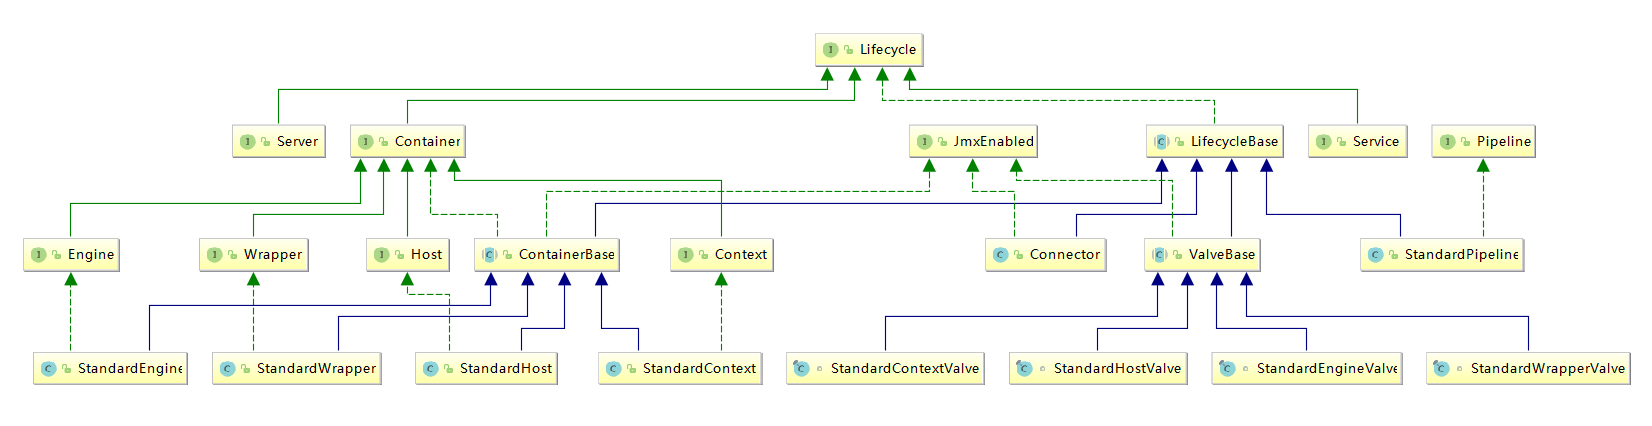 Lifecycle
Server
Container
JmxEnabled
LifecycleBase
Service
Pipeline
Engine
Wrapper
Host
ContainerBase
Context
Connector
ValveBase
StandardPipeline
StandardEngine
StandardWrapper
StandardHost
StandardContext
StandardContextValve
StandardHostValve
StandardEngineValve
StandardWrapperValve